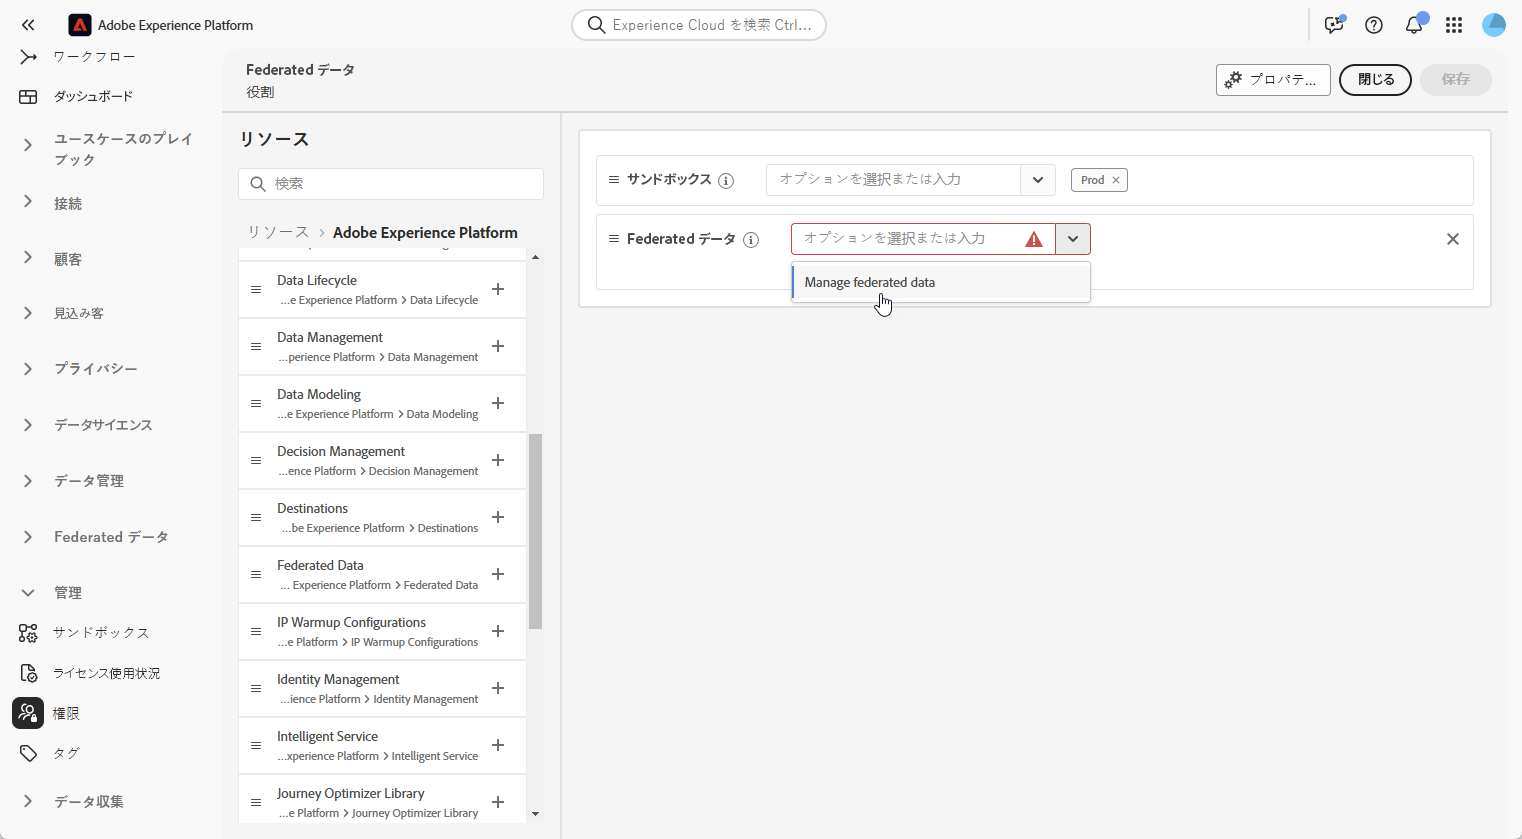 Adobe Experience Platform
Experience Cloud を検索 Ctrl...
ワークフロー
ダッシュボード
ユースケースのプレイ
ブック
接続
顧客
見込み客
プライバシー
データサイエンス
データ管理
Federated データ
管理
サンドボックス
ライセンス使用状況
権限
タグ
データ収集
Federated データ
役割
プロパテ...
閉じる
保存
リソース
検索
リソース > Adobe Experience Platform
Data Lifecycle
...e Experience Platform > Data Lifecycle
Data Management
...perience Platform > Data Management
Data Modeling
...e Experience Platform > Data Modeling
Decision Management
...ence Platform > Decision Management
Destinations
...be Experience Platform > Destinations
Federated Data
... Experience Platform > Federated Data
IP Warmup Configurations
...e Platform > IP Warmup Configurations
Identity Management
...ience Platform > Identity Management
Intelligent Service
...xperience Platform > Intelligent Service
Journey Optimizer Library
...e Platform > Journey Optimizer Library
サンドボックス
オプションを選択または入力
Prod
Federated データ
オプションを選択または入力
Manage federated data